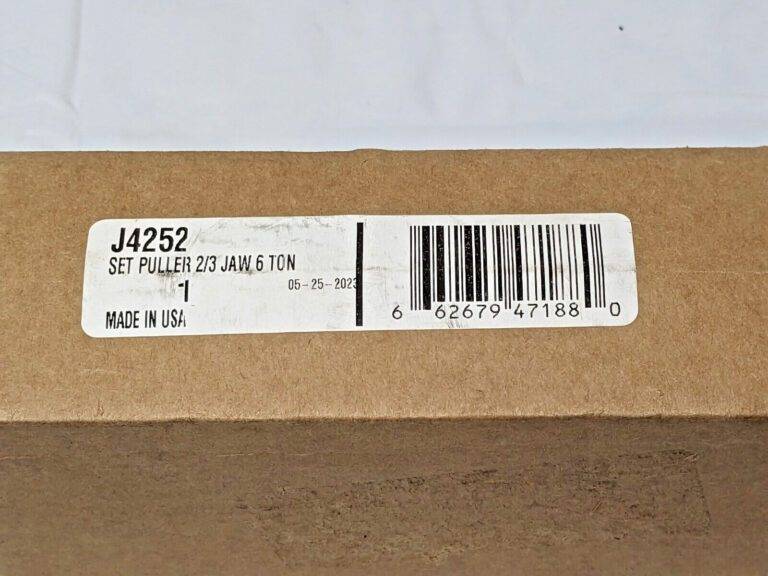 J4252
SET PULLER 2/3 JAW 6 TON
1 05-25-2023
MADE IN USA
6 62679 47188 0